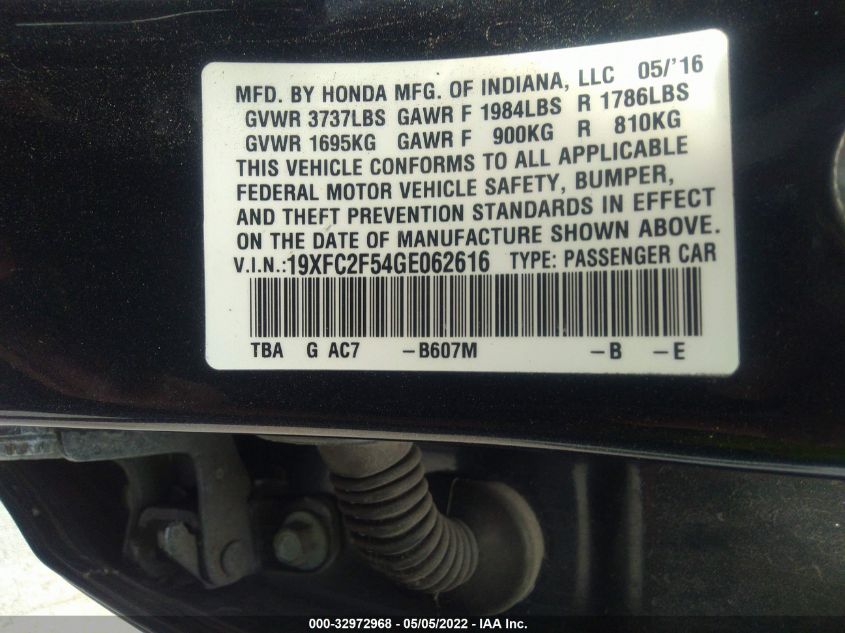 MFD. BY HONDA MFG. OF INDIANA, LLC 05/'16
GVWR 3737LBS GAWR F 1984LBS R 1786LBS
GVWR 1695KG GAWR F 900KG R 810KG
THIS VEHICLE CONFORMS TO ALL APPLICABLE
FEDERAL MOTOR VEHICLE SAFETY, BUMPER,
AND THEFT PREVENTION STANDARDS IN EFFECT
ON THE DATE OF MANUFACTURE SHOWN ABOVE.
V.I.N.:19XFC2F54GE062616 TYPE: PASSENGER CAR
TBA G AC7 -B607M -B -E
000-32972968 - 05/05/2022 - IAA Inc.